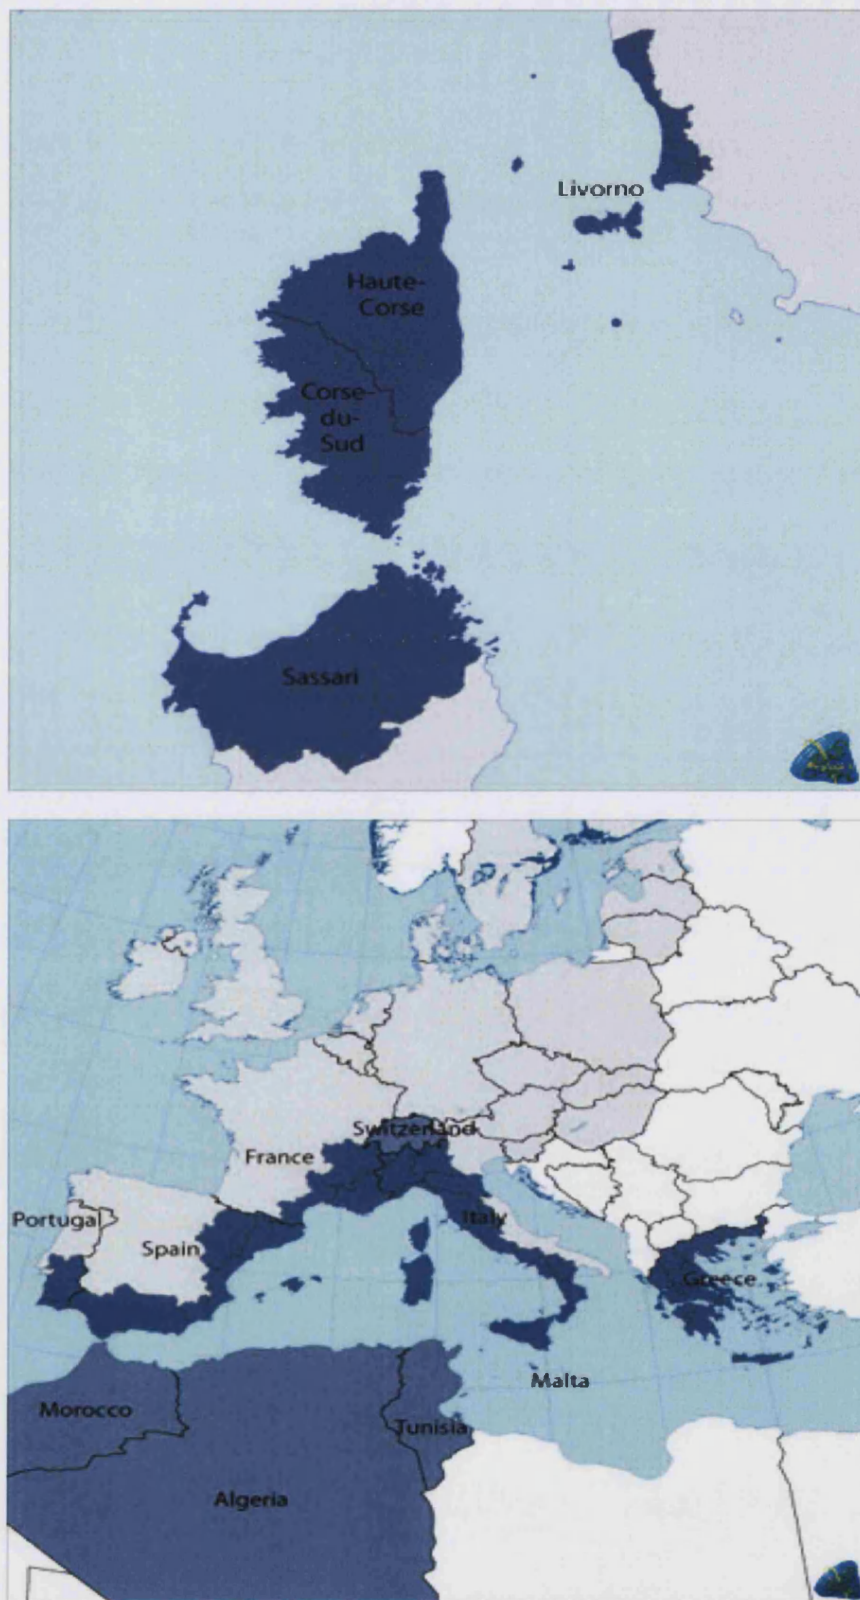 Livorno
Haute-
Corse
Corse-
du-
Sud
Sassari
Switzerland
France
Portugal
Italy
Spain
Greece
Malta
Morocco
Tunisia
Algeria